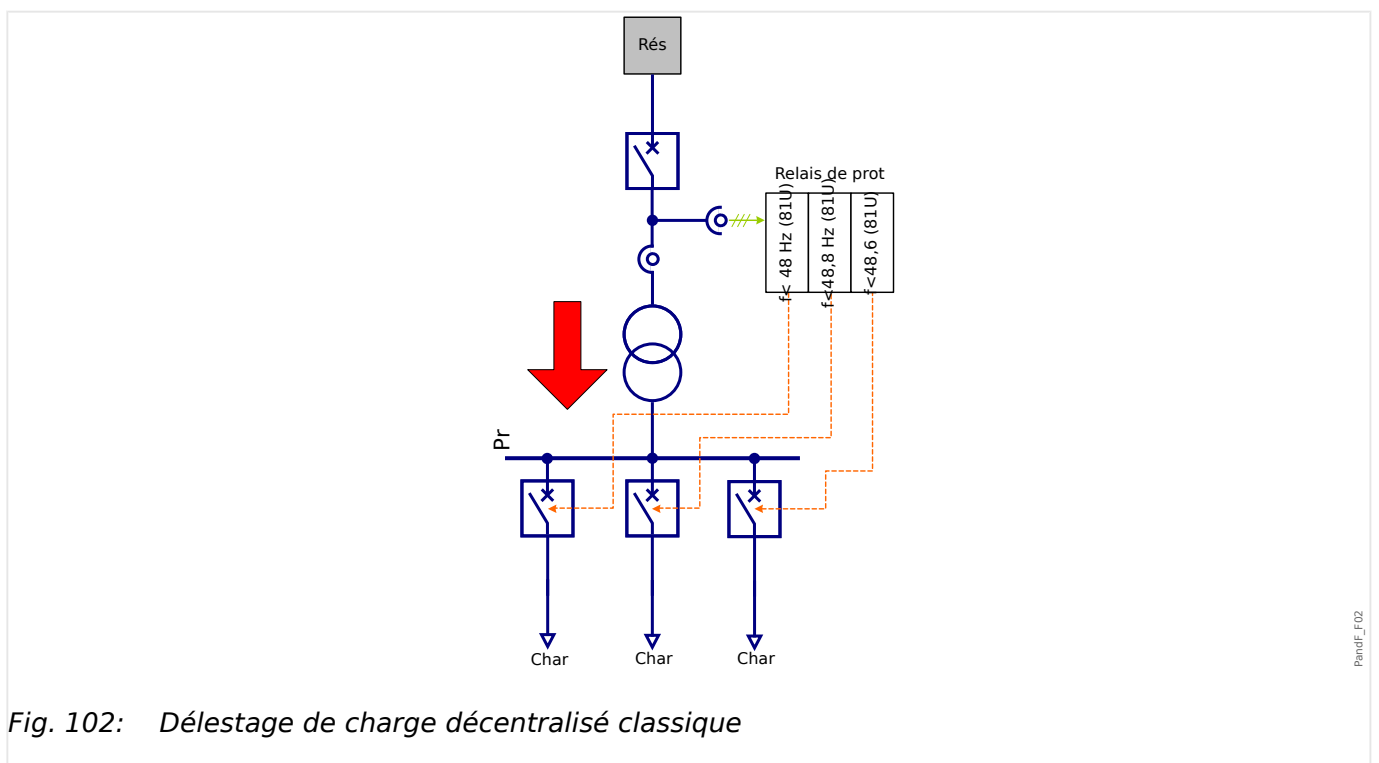 Rés
Relais de prot
f< 48 Hz (81U)
f<48,8 Hz (81U)
f<48,6 (81U)
Pr
Char
Char
Char
PandF_F02
Fig. 102: Délestage de charge décentralisé classique